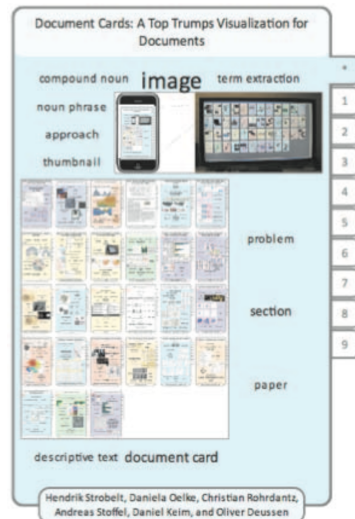 Document Cards: A Top Trumps Visualization for
Documents
compound noun image term extraction
noun phrase
approach
thumbnail
problem
section
paper
descriptive text document card
*
1
2
3
4
5
6
7
8
9
Hendrik Strobelt, Daniela Oelke, Christian Rohrdantz,
Andreas Stoffel, Daniel Keim, and Oliver Deussen